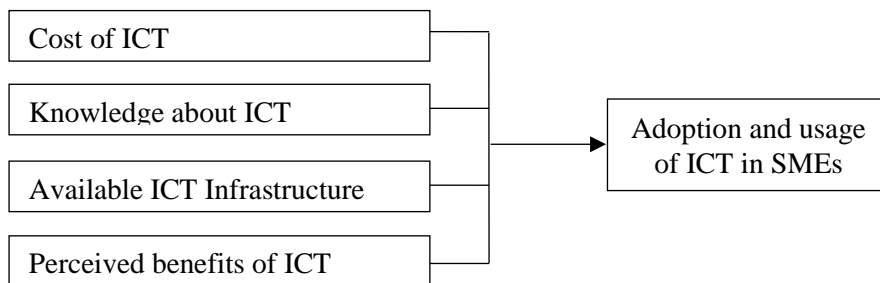 Cost of ICT
Knowledge about ICT
Available ICT Infrastructure
Perceived benefits of ICT
Adoption and usage
of ICT in SMEs